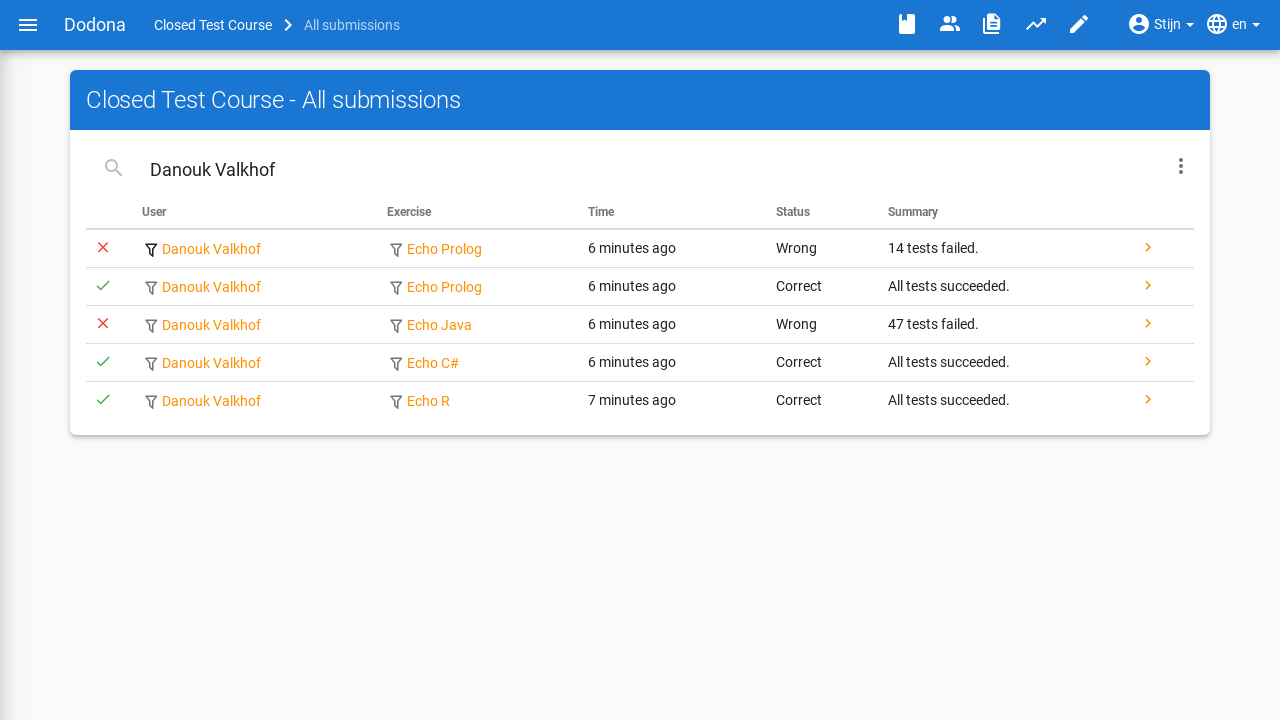 Dodona Closed Test Course All submissions Stijn en
Closed Test Course - All submissions
Danouk Valkhof
User Exercise Time Status Summary
Danouk Valkhof Echo Prolog 6 minutes ago Wrong 14 tests failed.
Danouk Valkhof Echo Prolog 6 minutes ago Correct All tests succeeded.
Danouk Valkhof Echo Java 6 minutes ago Wrong 47 tests failed.
Danouk Valkhof Echo C# 6 minutes ago Correct All tests succeeded.
Danouk Valkhof Echo R 7 minutes ago Correct All tests succeeded.